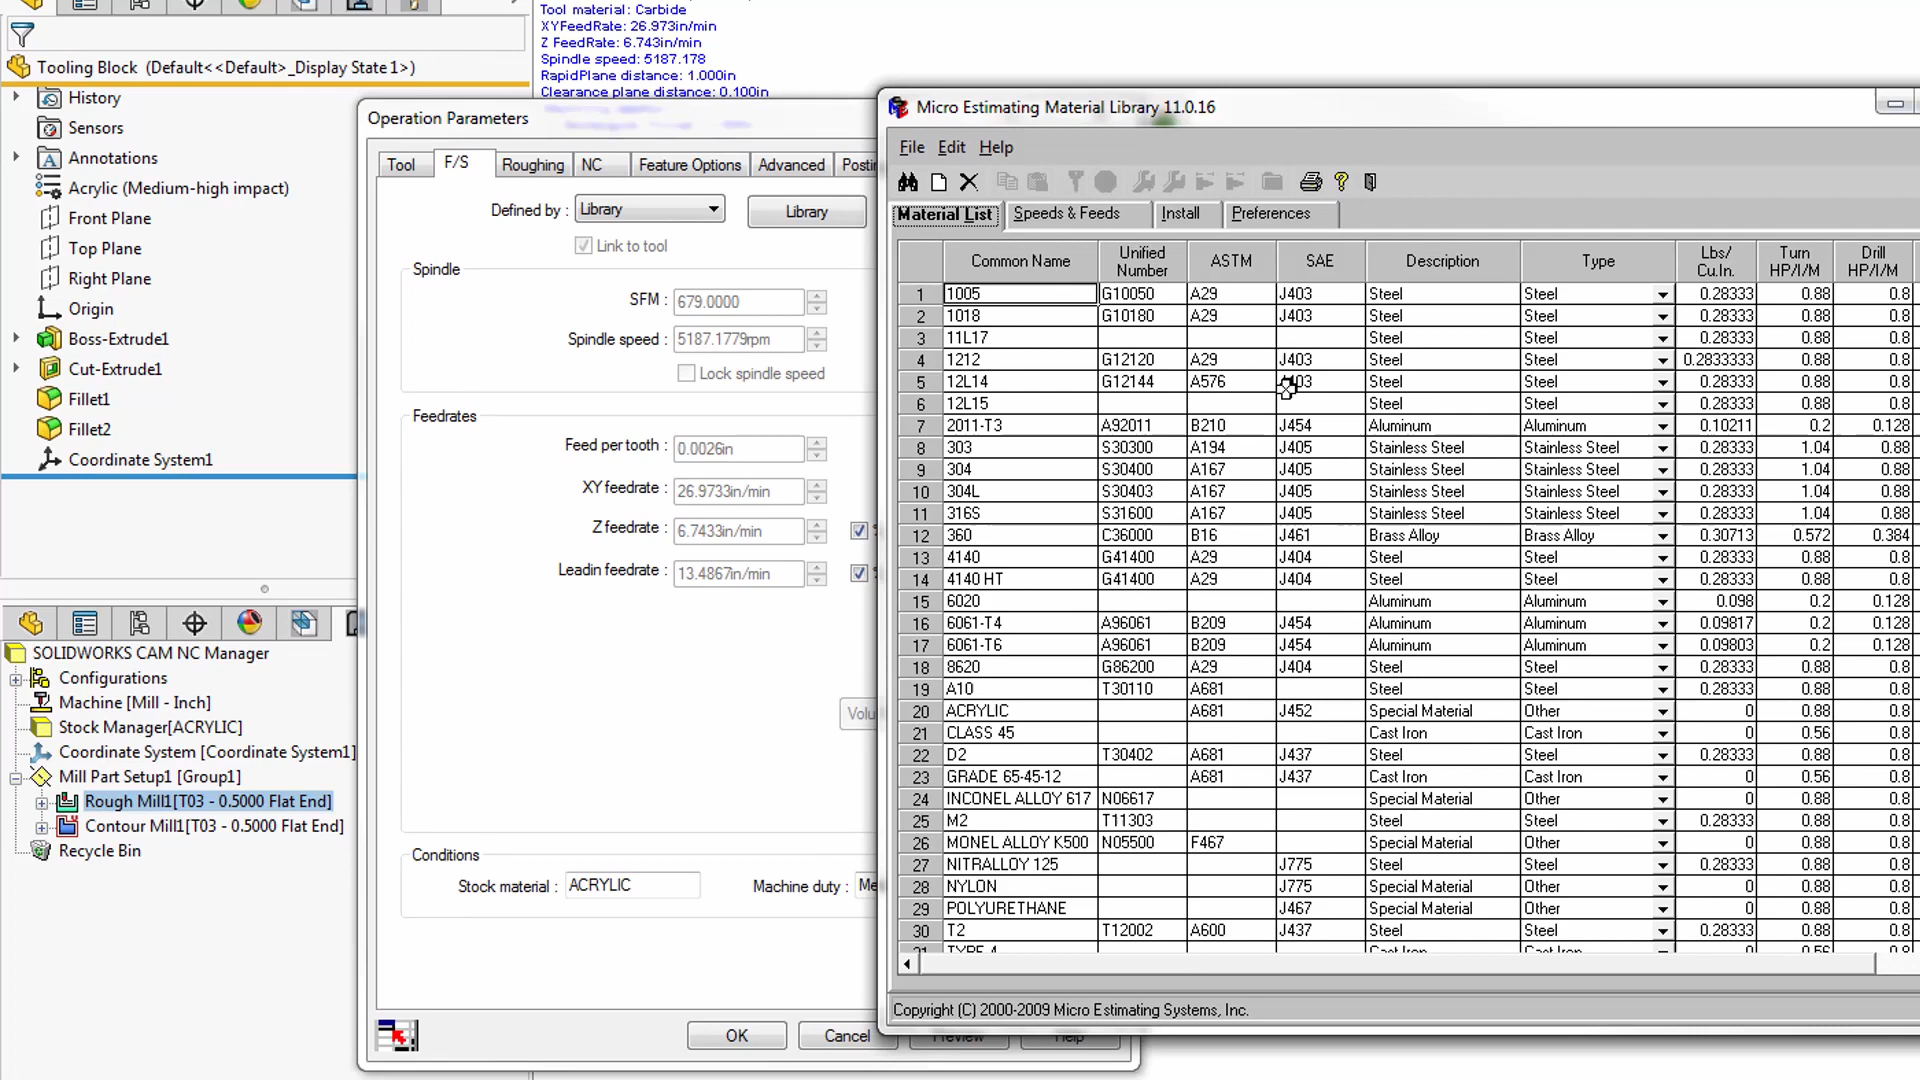 Tool material: Carbide
XYFeedRate: 26.973in/min
Z FeedRate: 6.743in/min
Spindle speed: 5187.178
RapidPlane distance: 1.000in
Clearance plane distance: 0.100in
Tooling Block (Default<<Default>_Display State 1>)
History
Sensors
Annotations
Acrylic (Medium-high impact)
Front Plane
Top Plane
Right Plane
Origin
Boss-Extrude1
Cut-Extrude1
Fillet1
Fillet2
Coordinate System1
SOLIDWORKS CAM NC Manager
Configurations
Machine [Mill - Inch]
Stock Manager[ACRYLIC]
Coordinate System [Coordinate System1]
Mill Part Setup1 [Group1]
Rough Mill1[T03 - 0.5000 Flat End]
Contour Mill1[T03 - 0.5000 Flat End]
Recycle Bin
Operation Parameters
Tool F/S Roughing NC Feature Options Advanced
Defined by : Library Library
Link to tool
Spindle
SFM : 679.0000
Spindle speed : 5187.1779rpm
Lock spindle speed
Feedrates
Feed per tooth : 0.0026in
XY feedrate : 26.9733in/min
Z feedrate : 6.7433in/min
Leadin feedrate : 13.4867in/min
Conditions
Stock material : ACRYLIC Machine duty :
OK Cancel Preview Help
Micro Estimating Material Library 11.0.16
File Edit Help
Material List Speeds & Feeds Install Preferences
Common Name Unified Number ASTM SAE Description Type Lbs/ Cu.In. Turn HP/I/M Drill HP/I/M
1 1005 G10050 A29 J403 Steel Steel 0.28333 0.88 0.8
2 1018 G10180 A29 J403 Steel Steel 0.28333 0.88 0.8
3 11L17 Steel Steel 0.28333 0.88 0.8
4 1212 G12120 A29 J403 Steel Steel 0.2833333 0.88 0.8
5 12L14 G12144 A576 Steel Steel 0.28333 0.88 0.8
6 12L15 Steel Steel 0.28333 0.88 0.8
7 2011-T3 A92011 B210 J454 Aluminum Aluminum 0.10211 0.2 0.128
8 303 S30300 A194 J405 Stainless Steel Stainless Steel 0.28333 1.04 0.88
9 304 S30400 A167 J405 Stainless Steel Stainless Steel 0.28333 1.04 0.88
10 304L S30403 A167 J405 Stainless Steel Stainless Steel 0.28333 1.04 0.88
11 316S S31600 A167 J405 Stainless Steel Stainless Steel 0.28333 1.04 0.88
12 360 C36000 B16 J461 Brass Alloy Brass Alloy 0.30713 0.572 0.384
13 4140 G41400 A29 J404 Steel Steel 0.28333 0.88 0.8
14 4140 HT G41400 A29 J404 Steel Steel 0.28333 0.88 0.8
15 6020 Aluminum Aluminum 0.098 0.2 0.128
16 6061-T4 A96061 B209 J454 Aluminum Aluminum 0.09817 0.2 0.128
17 6061-T6 A96061 B209 J454 Aluminum Aluminum 0.09803 0.2 0.128
18 8620 G86200 A29 J404 Steel Steel 0.28333 0.88 0.8
19 A10 T30110 A681 Steel Steel 0.28333 0.88 0.8
20 ACRYLIC A681 J452 Special Material Other 0 0.88 0.8
21 CLASS 45 Cast Iron Cast Iron 0 0.56 0.8
22 D2 T30402 A681 J437 Steel Steel 0.28333 0.88 0.8
23 GRADE 65-45-12 A681 J437 Cast Iron Cast Iron 0 0.56 0.8
24 INCONEL ALLOY 617 N06617 Special Material Other 0 0.88 0.8
25 M2 T11303 Steel Steel 0.28333 0.88 0.8
26 MONEL ALLOY K500 N05500 F467 Special Material Other 0 0.88 0.8
27 NITRALLOY 125 J775 Steel Steel 0.28333 0.88 0.8
28 NYLON J775 Special Material Other 0 0.88 0.8
29 POLYURETHANE J467 Special Material Other 0 0.88 0.8
30 T2 T12002 A600 J437 Steel Steel 0.28333 0.88 0.8
Copyright (C) 2000-2009 Micro Estimating Systems, Inc.